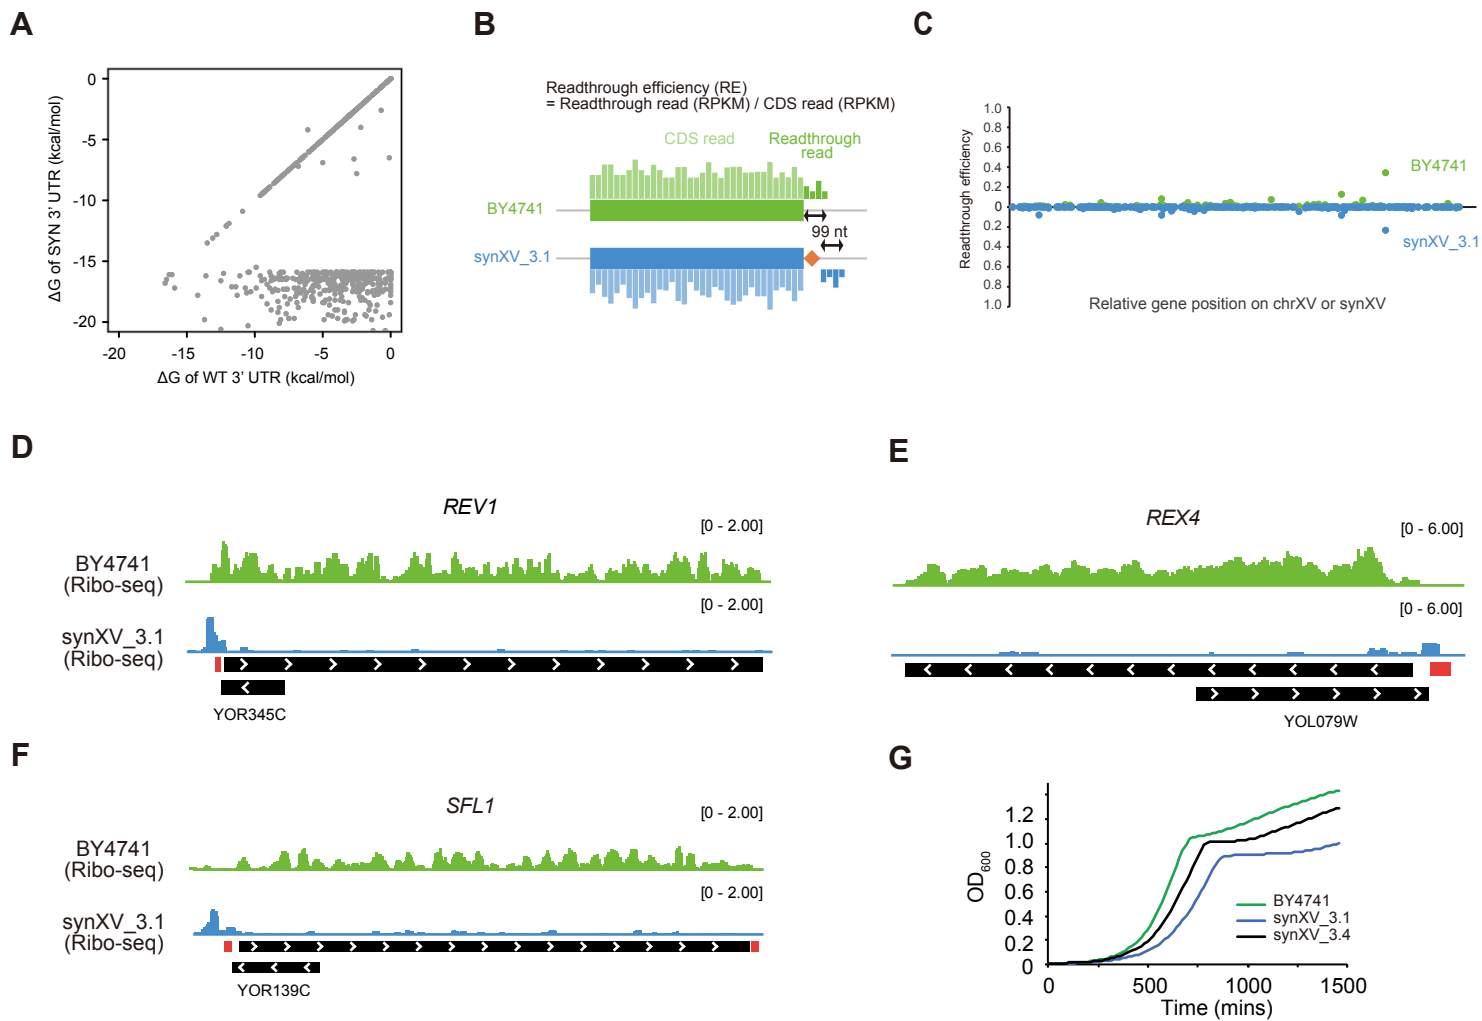 A
ΔG of SYN 3' UTR (kcal/mol)
0
-5
-10
-15
-20
-20
-15
-10
-5
0
ΔG of WT 3' UTR (kcal/mol)
B
Readthrough efficiency (RE)
= Readthrough read (RPKM) / CDS read (RPKM)
CDS read
Readthrough
read
BY4741
99 nt
synXV_3.1
C
Readthrough efficiency
1.0
0.8
0.6
0.4
0.2
0
0.2
0.4
0.6
0.8
1.0
BY4741
synXV_3.1
Relative gene position on chrXV or synXV
D
REV1
[0 - 2.00]
BY4741
(Ribo-seq)
[0 - 2.00]
synXV_3.1
(Ribo-seq)
YOR345C
E
REX4
[0 - 6.00]
[0 - 6.00]
YOL079W
F
SFL1
[0 - 2.00]
BY4741
(Ribo-seq)
[0 - 2.00]
synXV_3.1
(Ribo-seq)
YOR139C
G
OD600
1.2
1.0
0.8
0.6
0.4
0.2
0
BY4741
synXV_3.1
synXV_3.4
0
500
1000
1500
Time (mins)